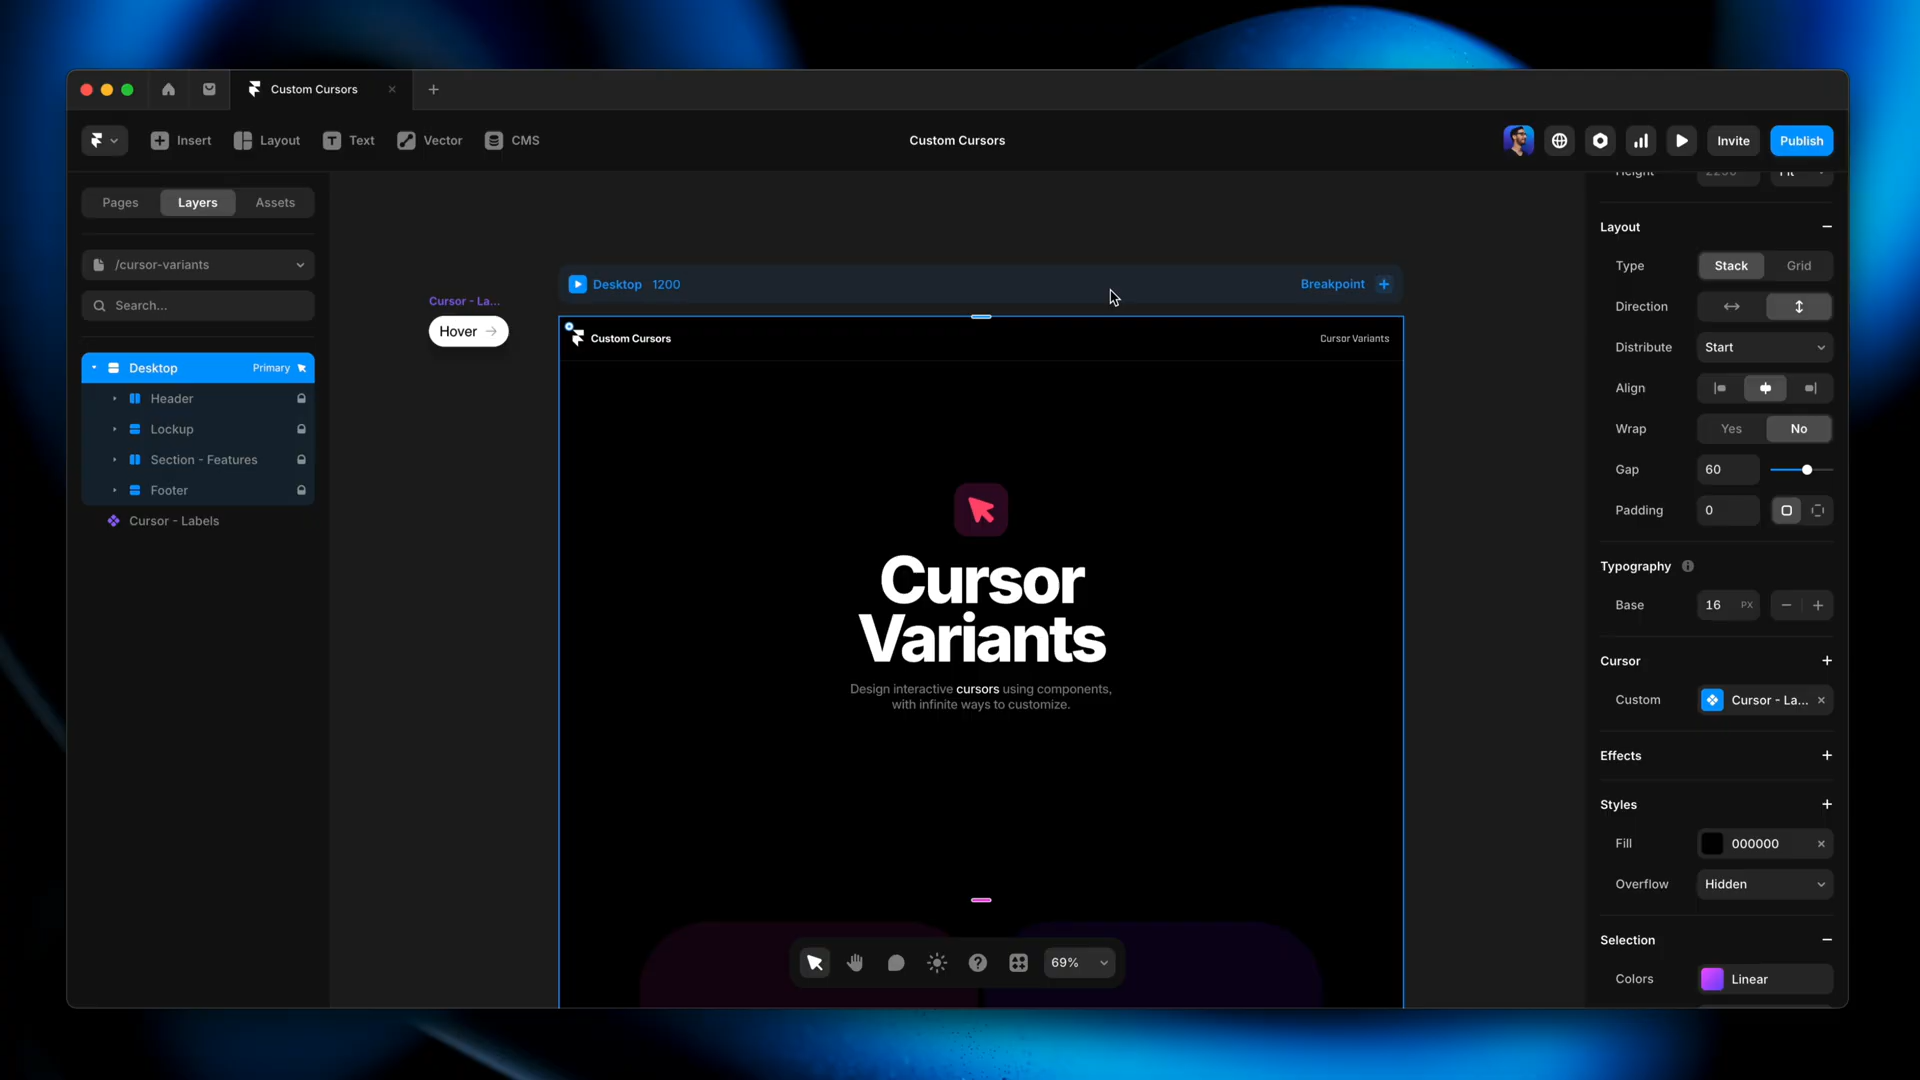 Custom Cursors
Insert
Layout
Text
Vector
CMS
Custom Cursors
Invite
Publish
Pages
Layers
Assets
/cursor-variants
Search...
Desktop
Primary
Header
Lockup
Section - Features
Footer
Cursor - Labels
Cursor - La...
Hover
Desktop 1200
Breakpoint
Custom Cursors
Cursor Variants
Cursor
Variants
Design interactive cursors using components,
with infinite ways to customize.
69%
Height 2290 Fit
Layout
Type Stack Grid
Direction
Distribute Start
Align
Wrap Yes No
Gap 60
Padding 0
Typography
Base 16 PX
Cursor
Custom Cursor - La...
Effects
Styles
Fill 000000
Overflow Hidden
Selection
Colors Linear